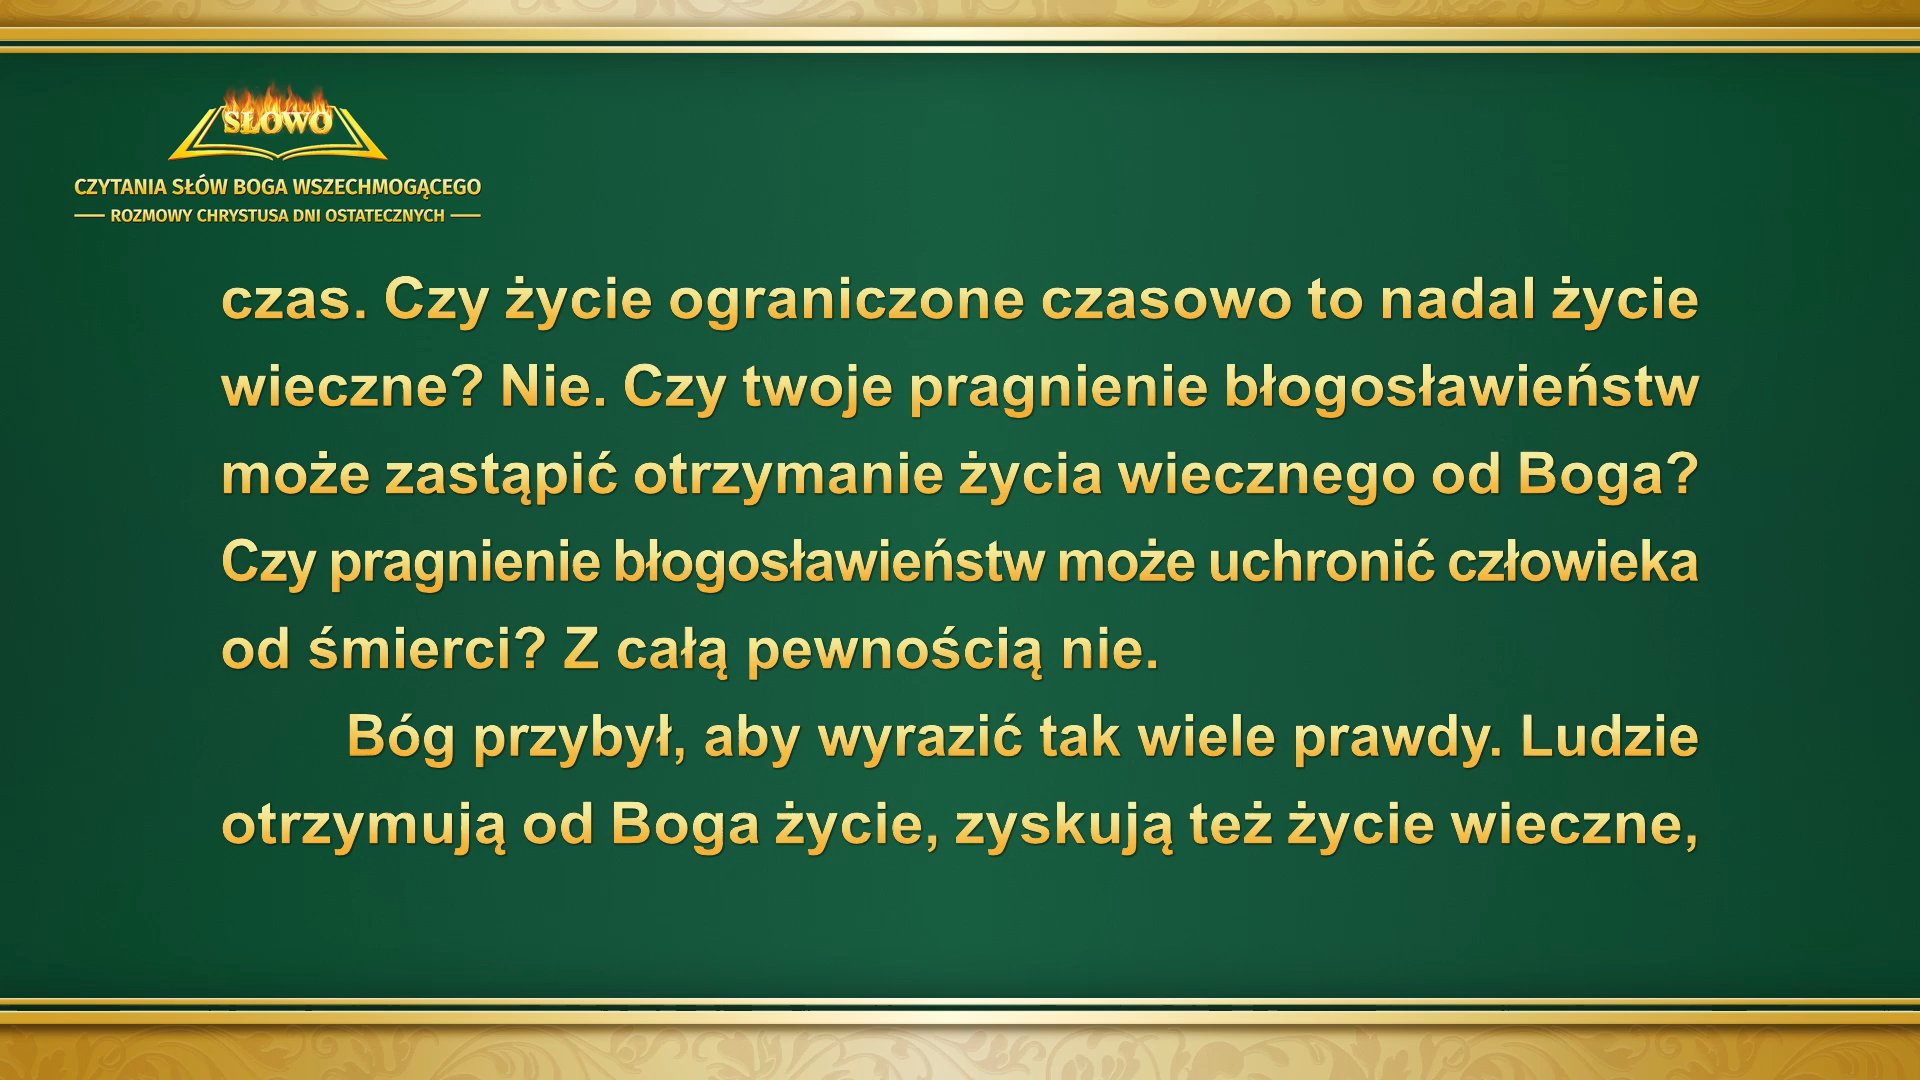 SŁOWO
CZYTANIA SŁÓW BOGA WSZECHMOGĄCEGO
ROZMOWY CHRYSTUSA DNI OSTATECZNYCH
czas. Czy życie ograniczone czasowo to nadal życie
wieczne? Nie. Czy twoje pragnienie błogosławieństw
może zastąpić otrzymanie życia wiecznego od Boga?
Czy pragnienie błogosławieństw może uchronić człowieka
od śmierci? Z całą pewnością nie.
Bóg przybył, aby wyrazić tak wiele prawdy. Ludzie
otrzymują od Boga życie, zyskują też życie wieczne,